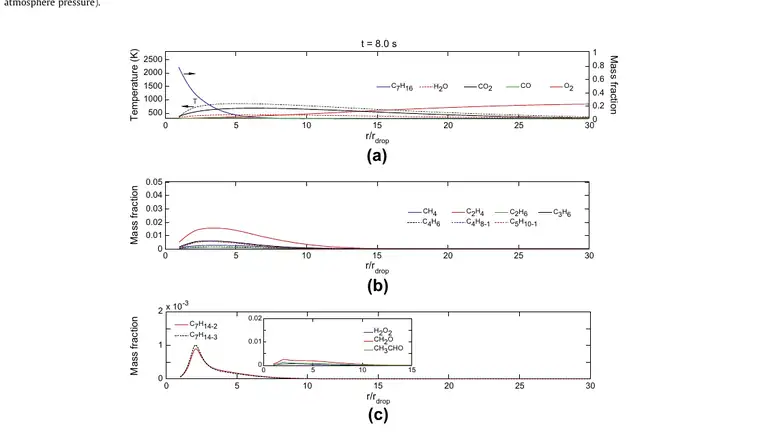 atmosphere pressure).
t = 8.0 s
Temperature (K)
2500
2000
1500
1000
500
T
C7H16 H2O CO2 CO O2
1
0.8
0.6
0.4
0.2
0
Mass fraction
0 5 10 15 20 25 30
r/rdrop
(a)
Mass fraction
0.05
0.04
0.03
0.02
0.01
0
CH4 C2H4 C2H6 C3H6
C4H6 C4H8-1 C5H10-1
0 5 10 15 20 25 30
r/rdrop
(b)
Mass fraction
2 x 10-3
1
0
C7H14-2
C7H14-3
0.02
0.01
0
H2O2
CH2O
CH3CHO
0 5 10 15
0 5 10 15 20 25 30
r/rdrop
(c)